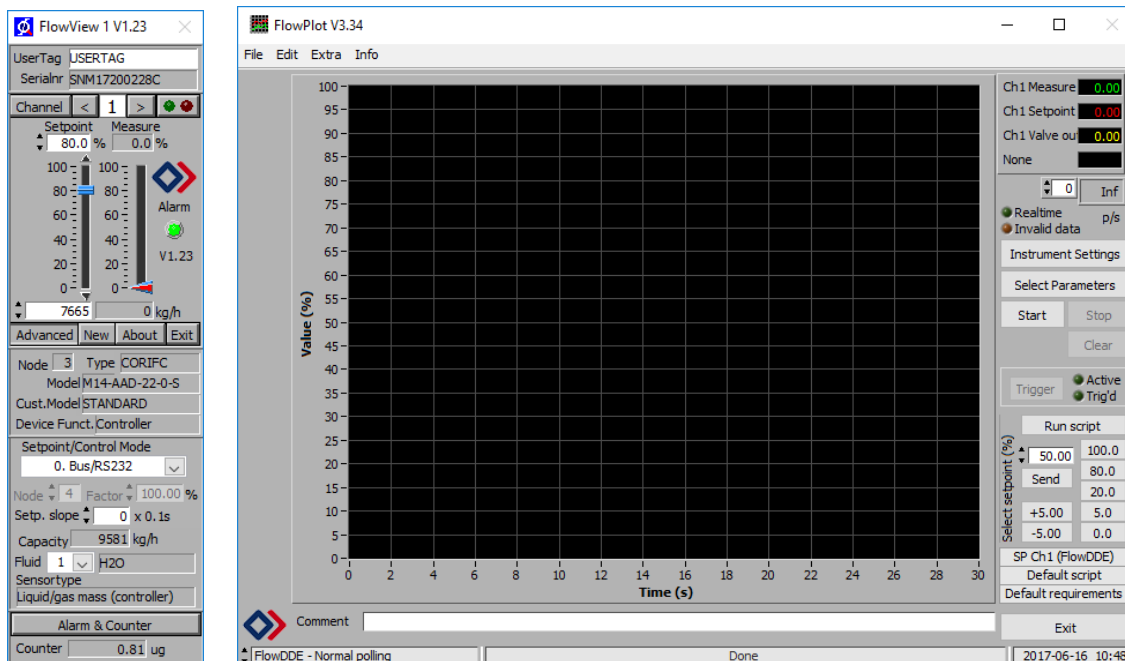 FlowView 1 V1.23
UserTag USERTAG
Serialnr SNM17200228C
Channel < 1 >
Setpoint Measure
80.0 % 0.0 %
100 100
80 80
60 60
40 40
20 20
0 0
Alarm
V1.23
7665 0 kg/h
Advanced New About Exit
Node 3 Type CORIFC
Model M14-AAD-22-0-S
Cust.Model STANDARD
Device Funct. Controller
Setpoint/Control Mode
0. Bus/RS232
Node 4 Factor 100.00 %
Setp. slope 0 x 0.1s
Capacity 9581 kg/h
Fluid 1 H2O
Sensortype
Liquid/gas mass (controller)
Alarm & Counter
Counter 0.81 ug
FlowPlot V3.34
File Edit Extra Info
Value (%)
100
95
90
85
80
75
70
65
60
55
50
45
40
35
30
25
20
15
10
5
0
0 2 4 6 8 10 12 14 16 18 20 22 24 26 28 30
Time (s)
Ch1 Measure 0.00
Ch1 Setpoint 0.00
Ch1 Valve ou 0.00
None
0 Inf
Realtime p/s
Invalid data
Instrument Settings
Select Parameters
Start Stop
Clear
Trigger Active
Trig'd
Run script
Select setpoint (%)
50.00 100.0
Send 80.0
20.0
+5.00 5.0
-5.00 0.0
SP Ch1 (FlowDDE)
Default script
Default requirements
Comment
Exit
FlowDDE - Normal polling Done 2017-06-16 10:48